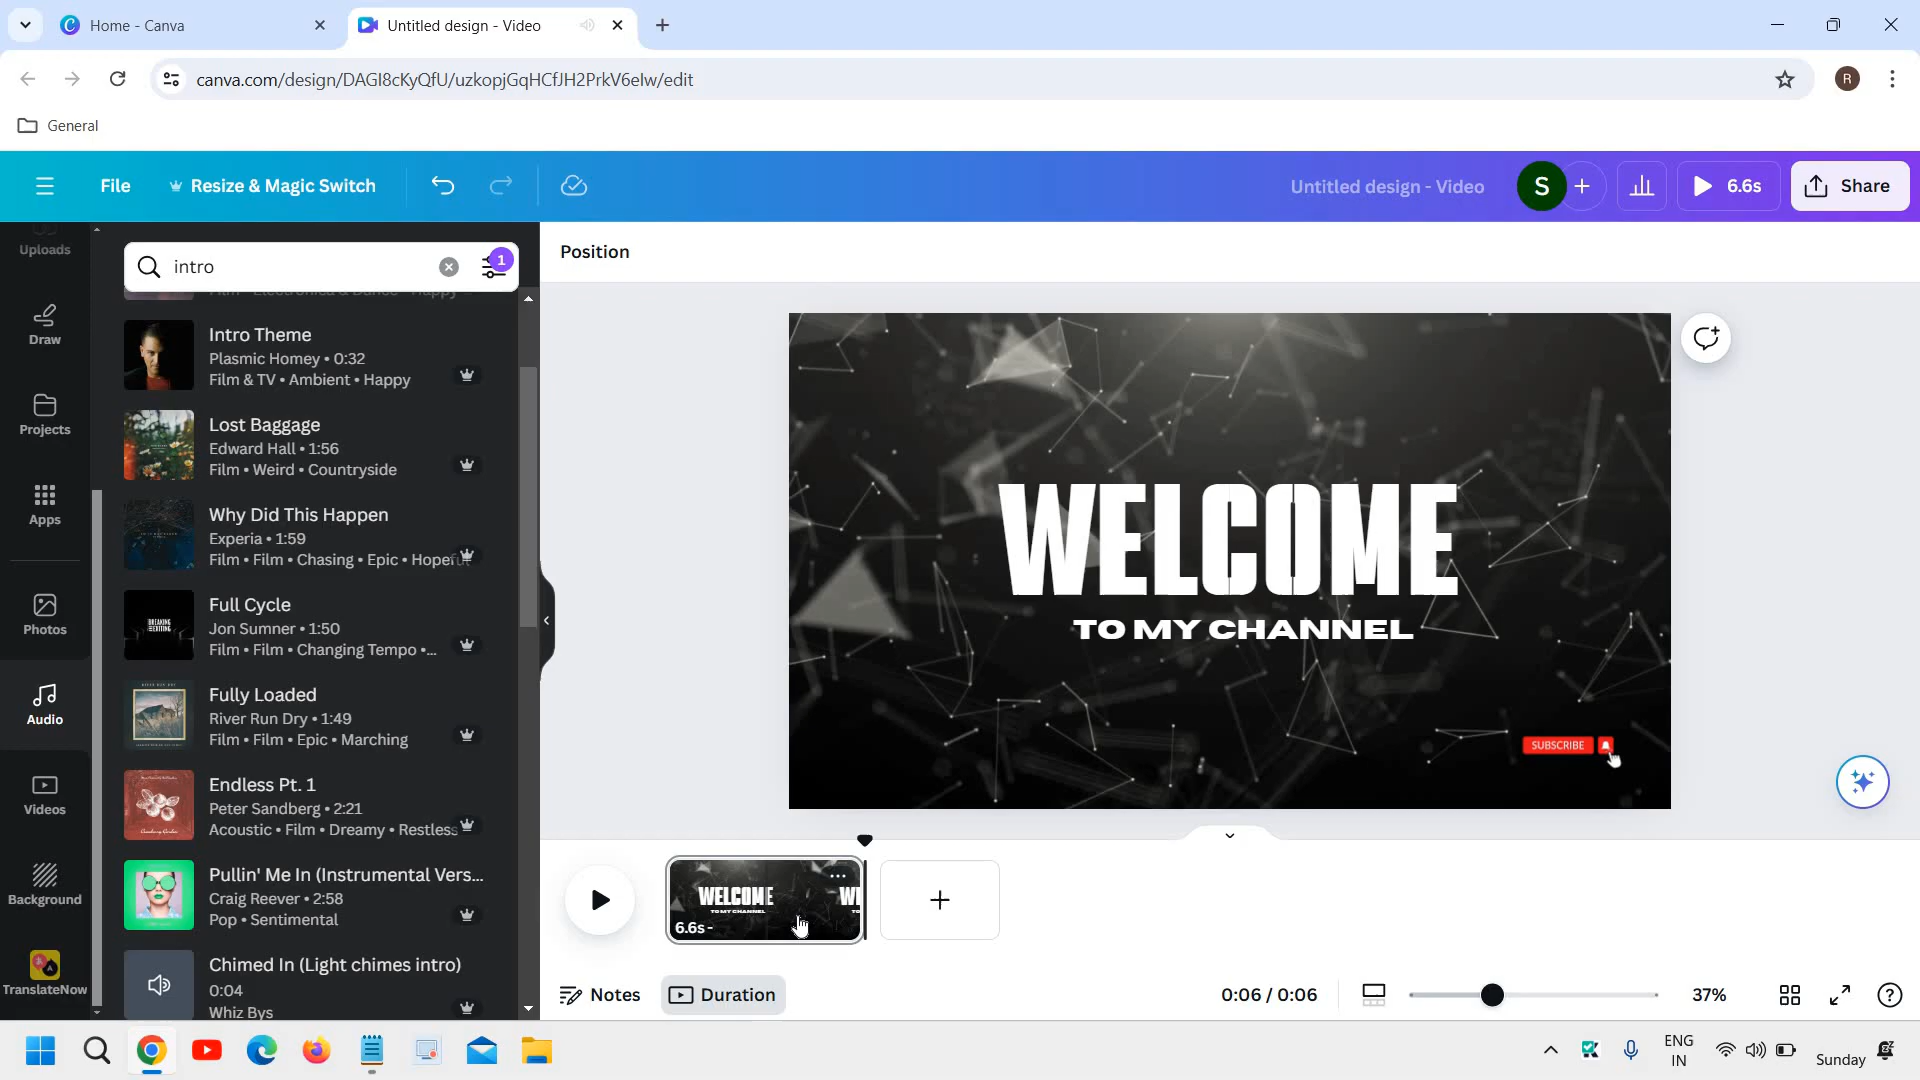 Home - Canva
Untitled design - Video
canva.com/design/DAGI8cKyQfU/uzkopjGqHCfJH2PrkV6elw/edit
R
General
File
Resize & Magic Switch
Untitled design - Video
S
6.6s
Share
Uploads
Draw
Projects
Apps
Photos
Audio
Videos
Background
TranslateNow
intro
1
Intro Theme
Plasmic Homey • 0:32
Film & TV • Ambient • Happy
Lost Baggage
Edward Hall • 1:56
Film • Weird • Countryside
Why Did This Happen
Experia • 1:59
Film • Film • Chasing • Epic • Hopeful
Full Cycle
Jon Sumner • 1:50
Film • Film • Changing Tempo •...
Fully Loaded
River Run Dry • 1:49
Film • Film • Epic • Marching
Endless Pt. 1
Peter Sandberg • 2:21
Acoustic • Film • Dreamy • Restless
Pullin' Me In (Instrumental Vers...
Craig Reever • 2:58
Pop • Sentimental
Chimed In (Light chimes intro)
0:04
Whiz Bys
Position
WELCOME
TO MY CHANNEL
SUBSCRIBE
WELCOME
TO MY CHANNEL
6.6s
Notes
Duration
0:06 / 0:06
37%
ENG
IN
Sunday